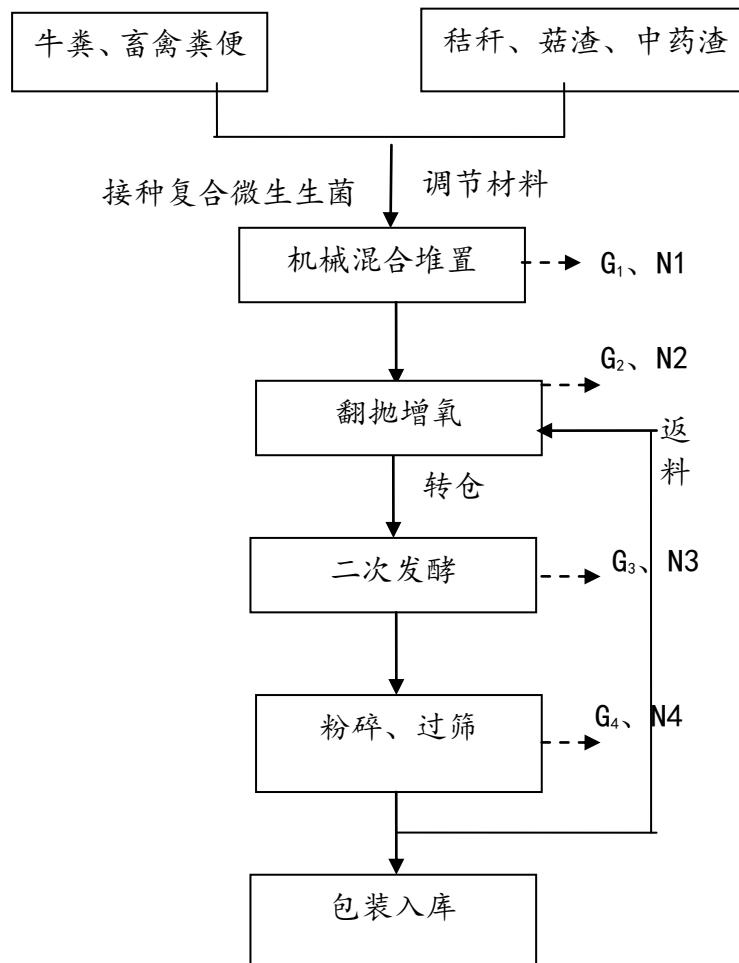 牛粪、畜禽粪便
秸秆、菇渣、中药渣
接种复合微生生菌
调节材料
机械混合堆置
G₁、N1
G₂、N2
翻抛增氧
返
料
转仓
二次发酵
G₃、N3
粉碎、过筛
G₄、N4
包装入库